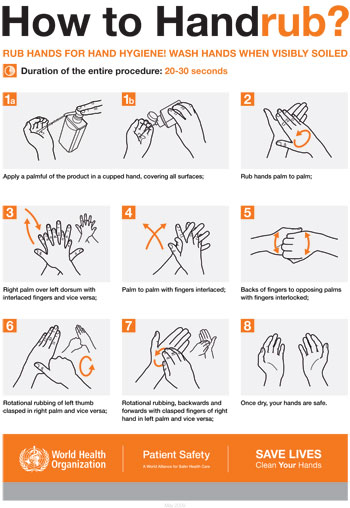 How to Handrub?
RUB HANDS FOR HAND HYGIENE! WASH HANDS WHEN VISIBLY SOILED
Duration of the entire procedure: 20-30 seconds
1a
1b
2
Apply a palmful of the product in a cupped hand, covering all surfaces;
Rub hands palm to palm;
3
4
5
Right palm over left dorsum with
interlaced fingers and vice versa;
Palm to palm with fingers interlaced;
Backs of fingers to opposing palms
with fingers interlocked;
6
7
8
Rotational rubbing of left thumb
clasped in right palm and vice versa;
Rotational rubbing, backwards and
forwards with clasped fingers of right
hand in left palm and vice versa;
Once dry, your hands are safe.
World Health
Organization
Patient Safety
A World Alliance for Safer Health Care
SAVE LIVES
Clean Your Hands